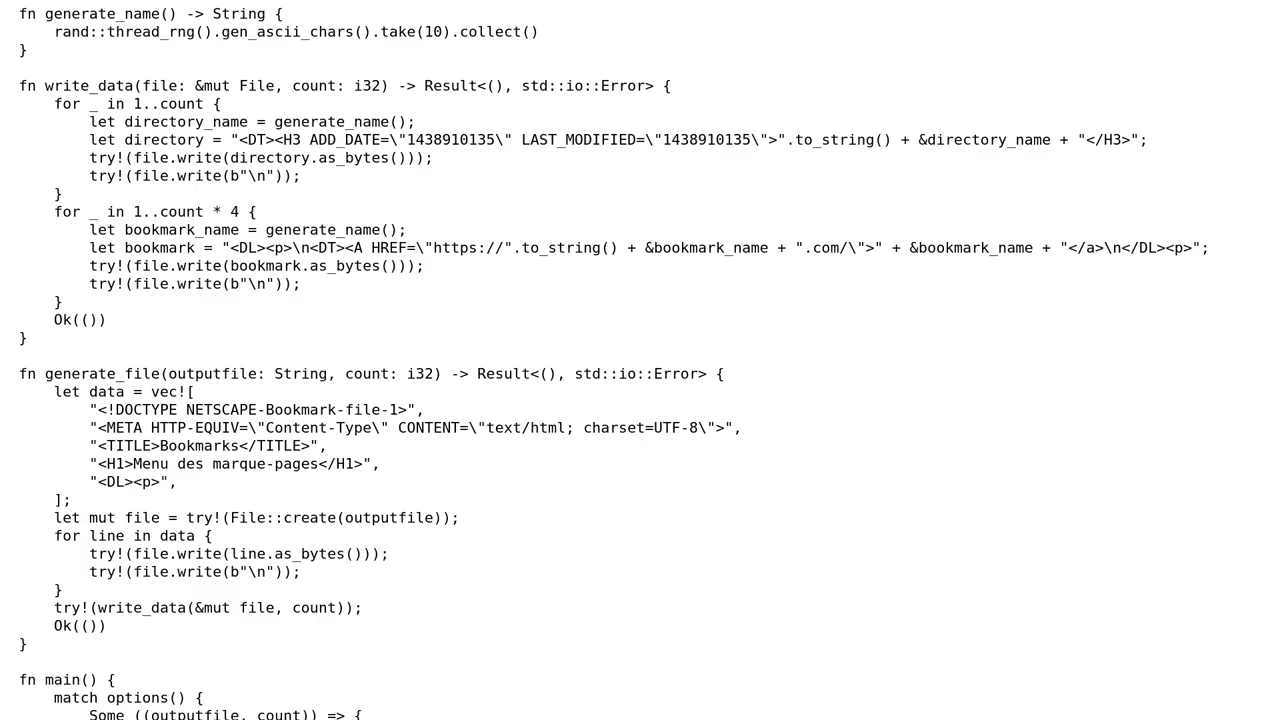 fn generate_name() -> String {
    rand::thread_rng().gen_ascii_chars().take(10).collect()
}

fn write_data(file: &mut File, count: i32) -> Result<(), std::io::Error> {
    for _ in 1..count {
        let directory_name = generate_name();
        let directory = "<DT><H3 ADD_DATE=\"1438910135\" LAST_MODIFIED=\"1438910135\">".to_string() + &directory_name + "</H3>";
        try!(file.write(directory.as_bytes()));
        try!(file.write(b"\n"));
    }
    for _ in 1..count * 4 {
        let bookmark_name = generate_name();
        let bookmark = "<DL><p>\n<DT><A HREF=\"https://".to_string() + &bookmark_name + ".com/\">" + &bookmark_name + "</a>\n</DL><p>";
        try!(file.write(bookmark.as_bytes()));
        try!(file.write(b"\n"));
    }
    Ok(())
}

fn generate_file(outputfile: String, count: i32) -> Result<(), std::io::Error> {
    let data = vec![
        "<!DOCTYPE NETSCAPE-Bookmark-file-1>",
        "<META HTTP-EQUIV=\"Content-Type\" CONTENT=\"text/html; charset=UTF-8\">",
        "<TITLE>Bookmarks</TITLE>",
        "<H1>Menu des marque-pages</H1>",
        "<DL><p>",
    ];
    let mut file = try!(File::create(outputfile));
    for line in data {
        try!(file.write(line.as_bytes()));
        try!(file.write(b"\n"));
    }
    try!(write_data(&mut file, count));
    Ok(())
}

fn main() {
    match options() {
        Some ((outputfile, count)) => {